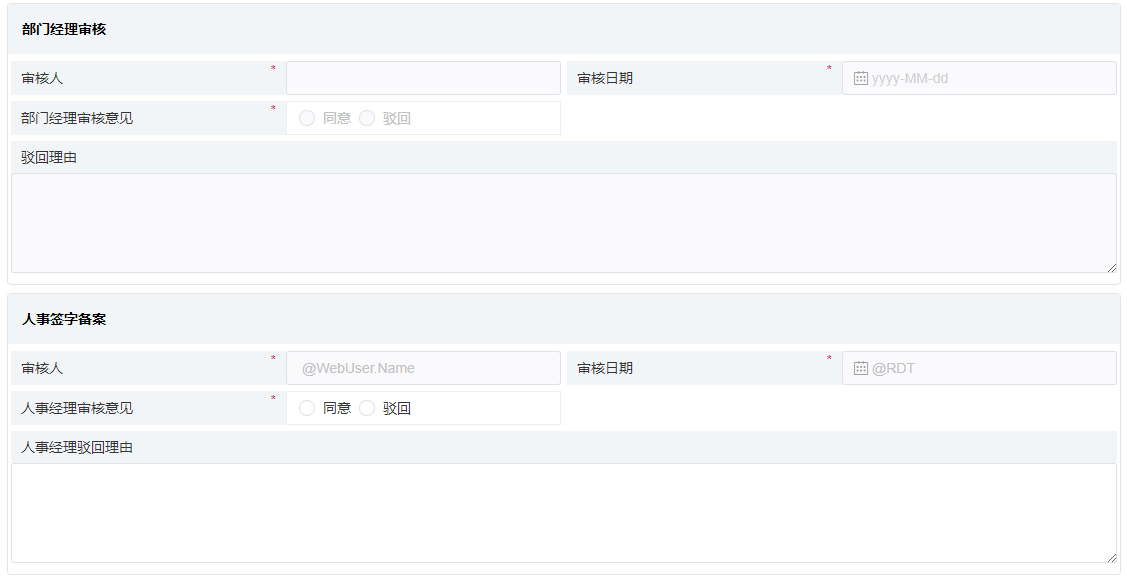 部门经理审核
审核人 * 审核日期 * yyyy-MM-dd
部门经理审核意见 * 同意 驳回
驳回理由
人事签字备案
审核人 * @WebUser.Name 审核日期 * @RDT
人事经理审核意见 * 同意 驳回
人事经理驳回理由